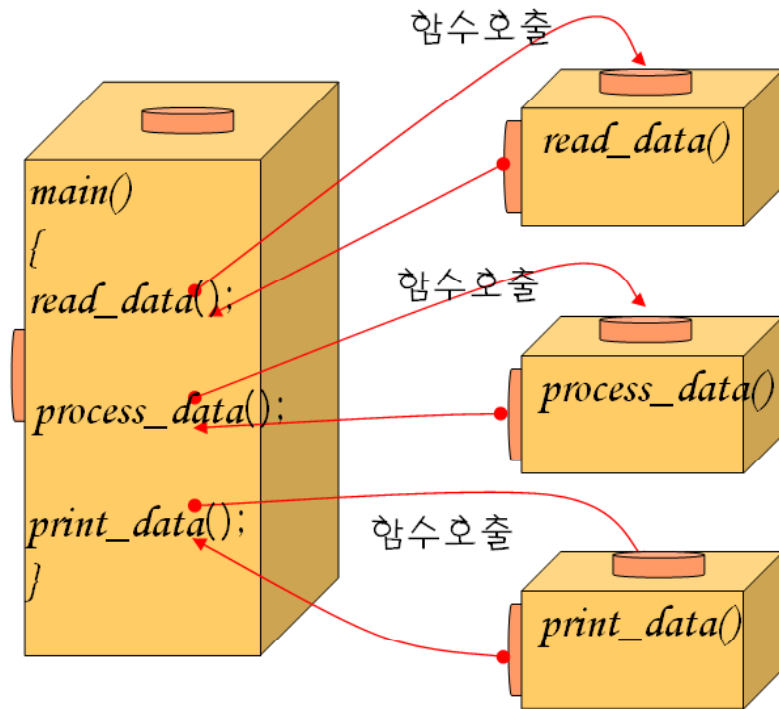 함수호출
read_data()
main()
{
read_data();
함수호출
process_data()
process_data();
print_data();
함수호출
}
print_data()